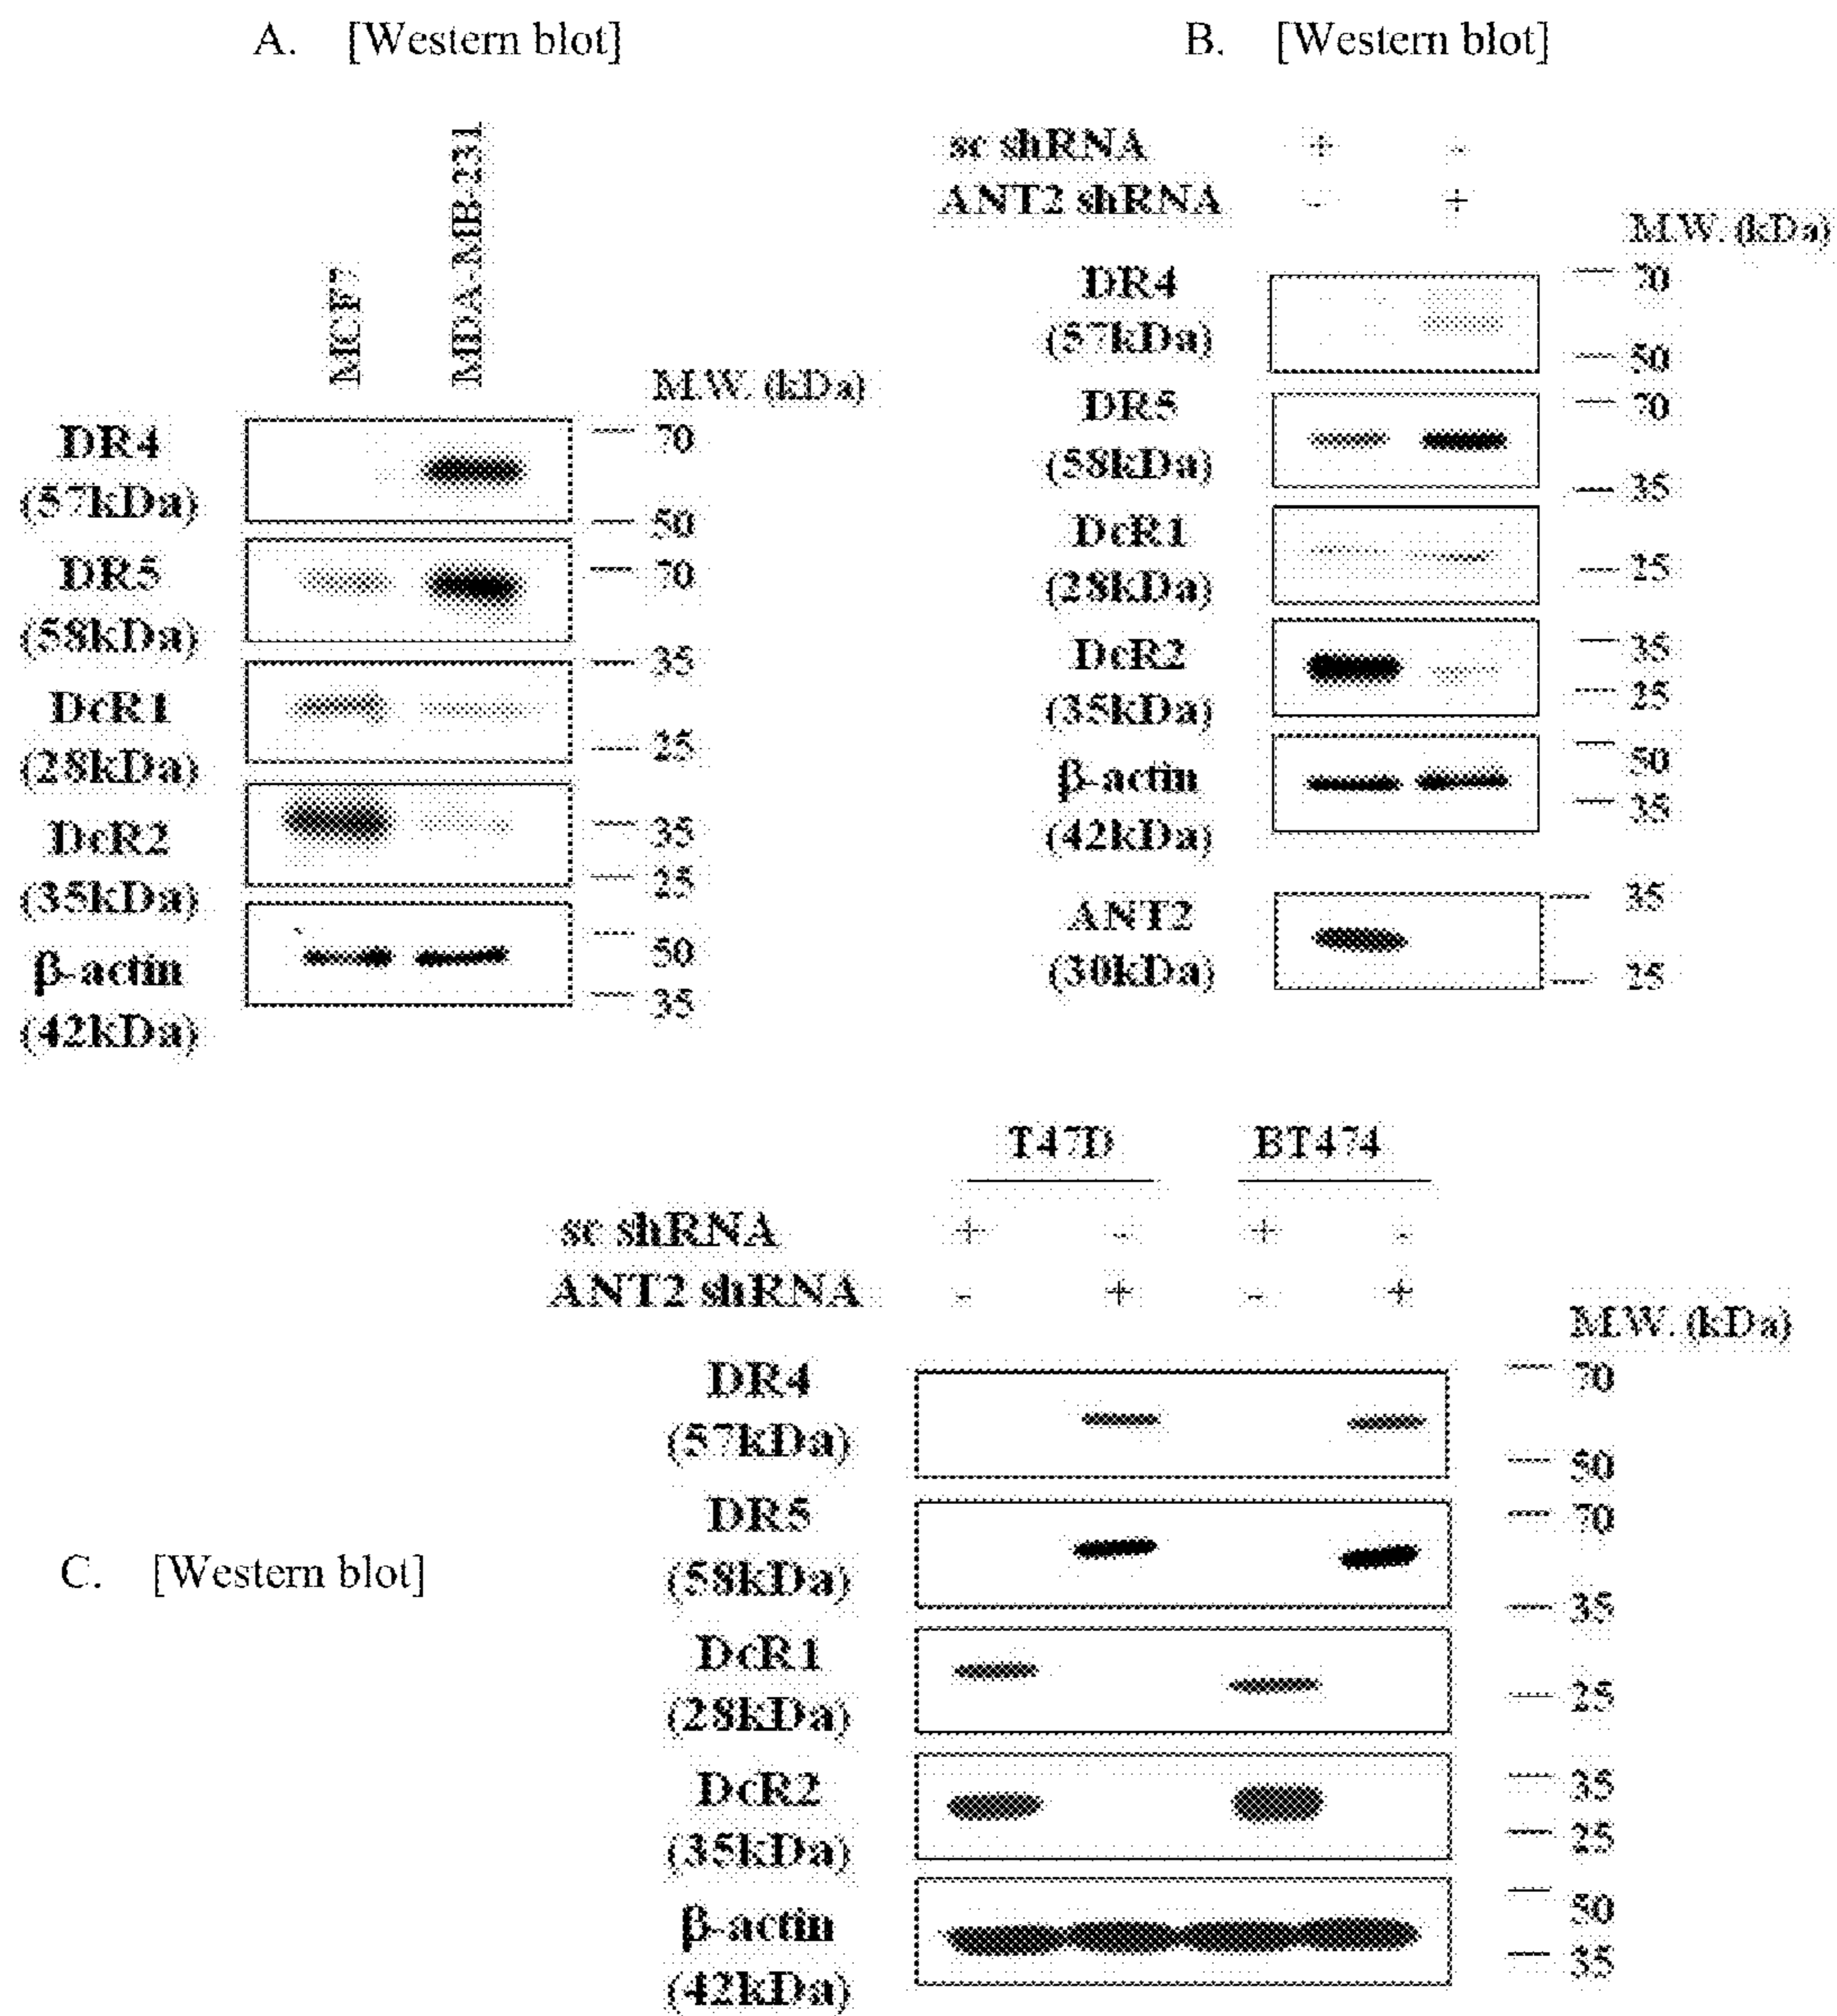 A. [Western blot]
MCF7
MDA-MB-231
M.W. (kDa)
DR4
(57kDa)
70
50
DR5
(58kDa)
70
DcR1
(28kDa)
35
25
DcR2
(35kDa)
35
25
β-actin
(42kDa)
50
35
B. [Western blot]
sc shRNA + -
ANT2 shRNA - +
M.W. (kDa)
DR4
(57kDa)
70
50
DR5
(58kDa)
70
35
DcR1
(28kDa)
25
DcR2
(35kDa)
35
25
β-actin
(42kDa)
50
35
ANT2
(30kDa)
35
25
C. [Western blot]
T47D BT474
sc shRNA + - + -
ANT2 shRNA - + - +
M.W. (kDa)
DR4
(57kDa)
70
50
DR5
(58kDa)
70
35
DcR1
(28kDa)
25
DcR2
(35kDa)
35
25
β-actin
(42kDa)
50
35